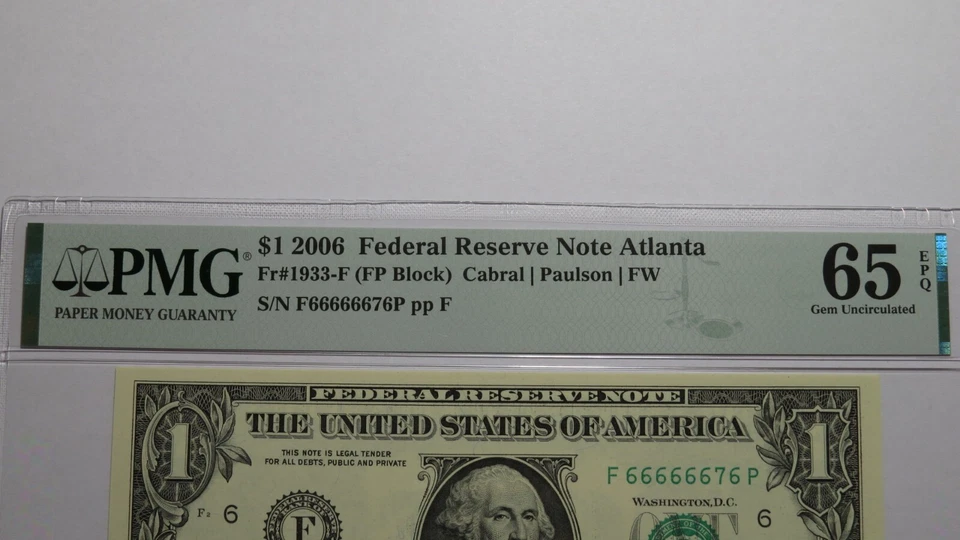 PMG®
PAPER MONEY GUARANTY
$1 2006 Federal Reserve Note Atlanta
Fr#1933-F (FP Block) Cabral | Paulson | FW
S/N F66666676P pp F
65
EPQ
Gem Uncirculated
FEDERAL RESERVE NOTE
THE UNITED STATES OF AMERICA
1
1
THIS NOTE IS LEGAL TENDER
FOR ALL DEBTS, PUBLIC AND PRIVATE
F 66666676 P
WASHINGTON, D.C.
F2 6
F
6